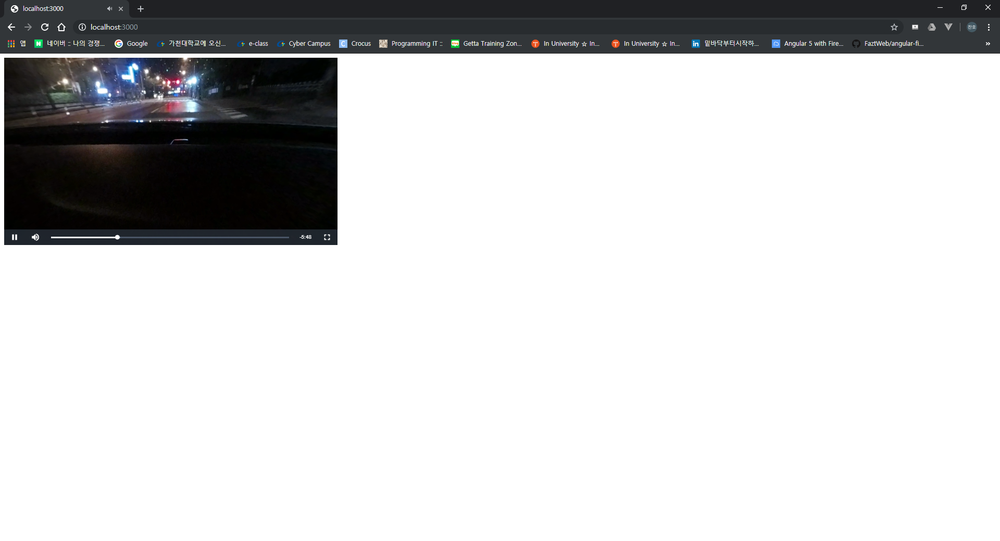 localhost:3000
localhost:3000
찬호
앱 네이버 :: 나의 경쟁... Google 가천대학교에 오신... e-class Cyber Campus Crocus Programming IT :: Getta Training Zon... In University ☆ In... In University ☆ In... 밑바닥부터시작하... Angular 5 with Fire... FaztWeb/angular-fi... »
-5:48